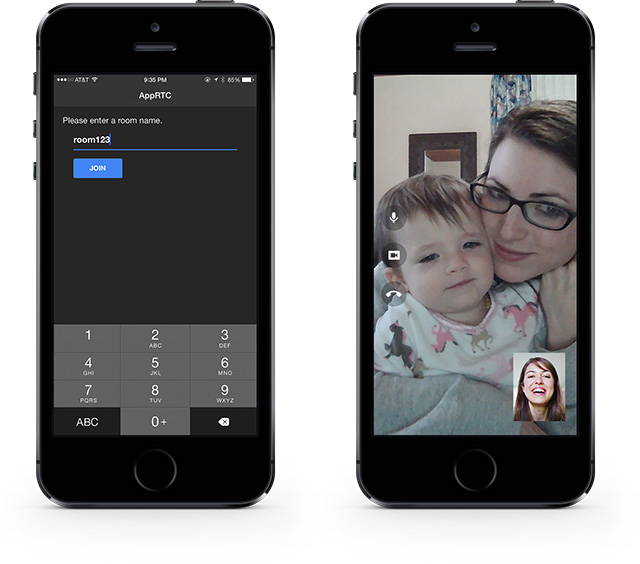 AT&T 9:35 PM 85%
AppRTC
Please enter a room name.
room123
JOIN
1 2 3
ABC DEF
4 5 6
GHI JKL MNO
7 8 9
PQRS TUV WXYZ
ABC 0+